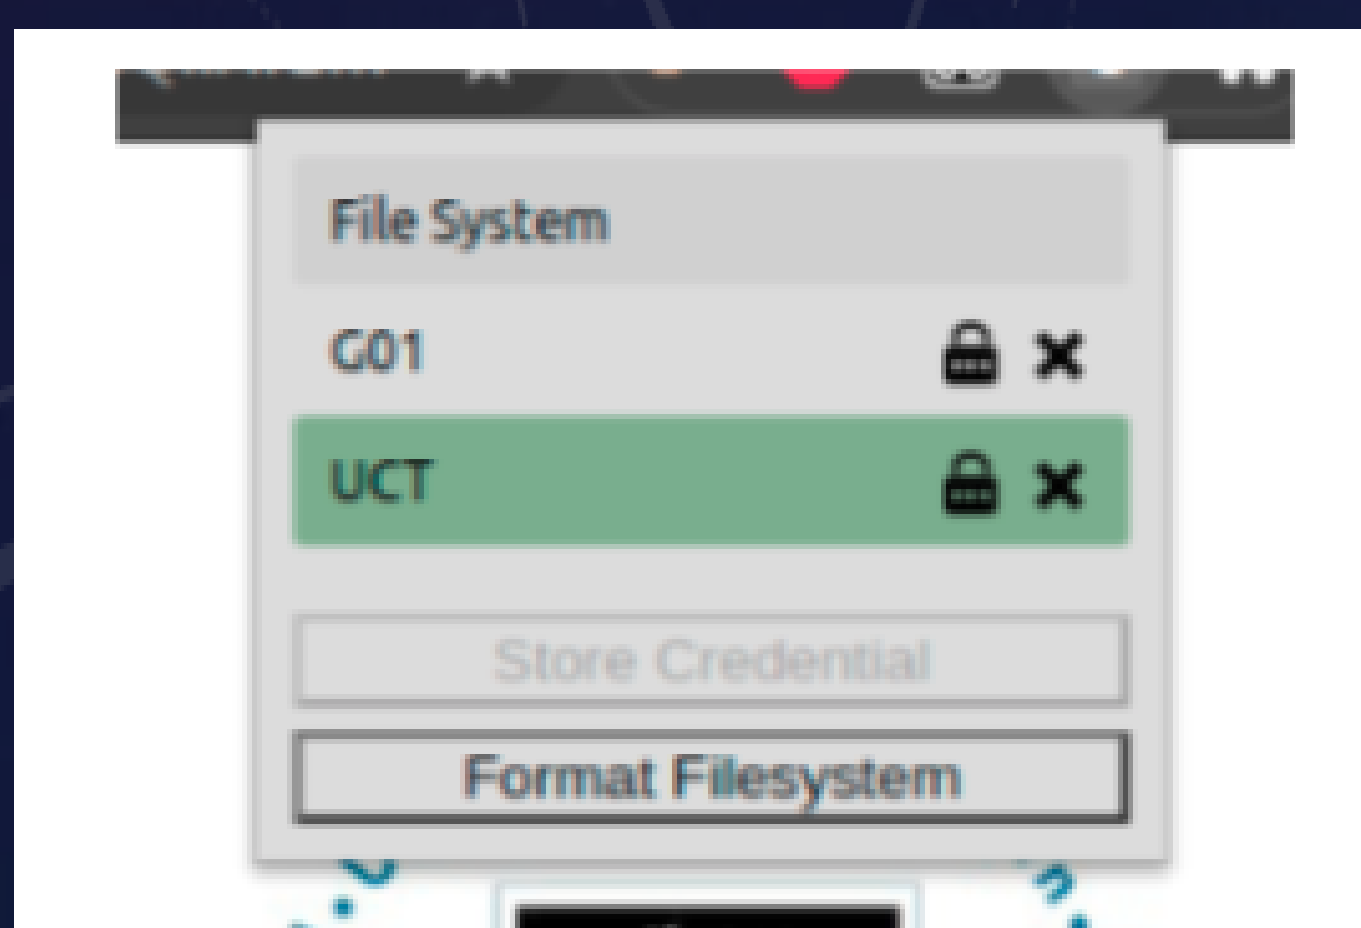 File System
G01
UCT
Store Credential
Format Filesystem